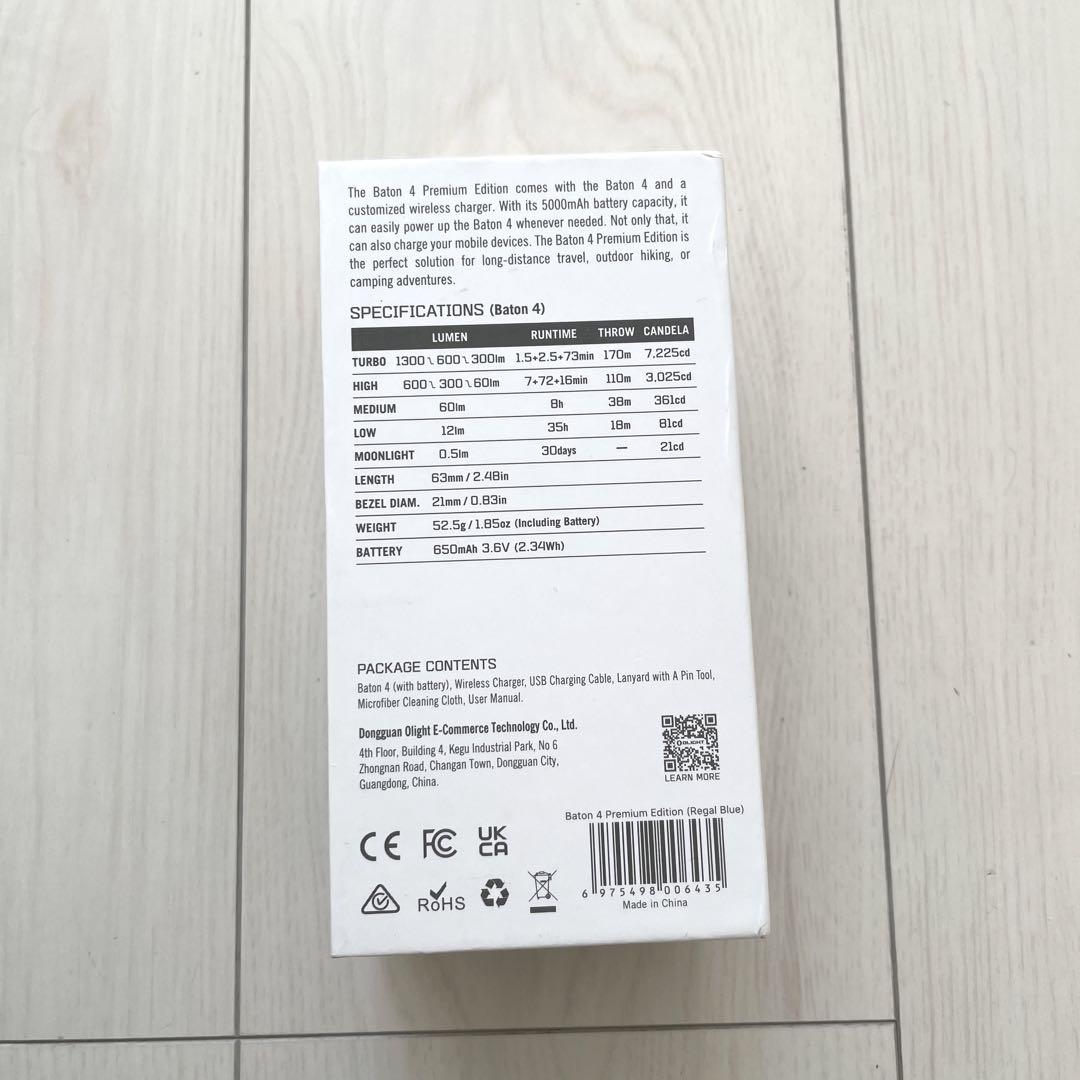 The Baton 4 Premium Edition comes with the Baton 4 and a
customized wireless charger. With its 5000mAh battery capacity, it
can easily power up the Baton 4 whenever needed. Not only that, it
can also charge your mobile devices. The Baton 4 Premium Edition is
the perfect solution for long-distance travel, outdoor hiking, or
camping adventures.
SPECIFICATIONS (Baton 4)
LUMEN RUNTIME THROW CANDELA
TURBO 1300↘600↘300lm 1.5+2.5+73min 170m 7,225cd
HIGH 600↘300↘60lm 7+72+16min 110m 3,025cd
MEDIUM 60lm 8h 38m 361cd
LOW 12lm 35h 18m 81cd
MOONLIGHT 0.5lm 30days — 21cd
LENGTH 63mm / 2.48in
BEZEL DIAM. 21mm / 0.83in
WEIGHT 52.5g / 1.85oz (Including Battery)
BATTERY 650mAh 3.6V (2.34Wh)
PACKAGE CONTENTS
Baton 4 (with battery), Wireless Charger, USB Charging Cable, Lanyard with A Pin Tool,
Microfiber Cleaning Cloth, User Manual.
Dongguan Olight E-Commerce Technology Co., Ltd.
4th Floor, Building 4, Kegu Industrial Park, No 6
Zhongnan Road, Changan Town, Dongguan City,
Guangdong, China.
OLIGHT
LEARN MORE
Baton 4 Premium Edition (Regal Blue)
CE FC UK
CA
RoHS
6 975498 006435
Made in China